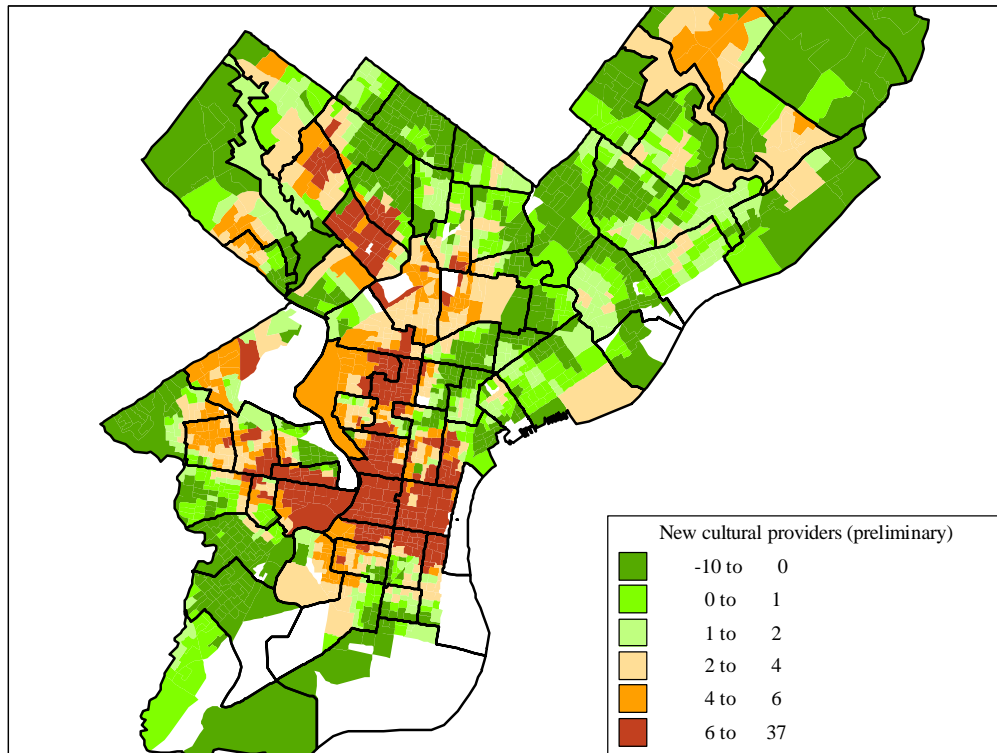 New cultural providers (preliminary)
-10 to 0
0 to 1
1 to 2
2 to 4
4 to 6
6 to 37